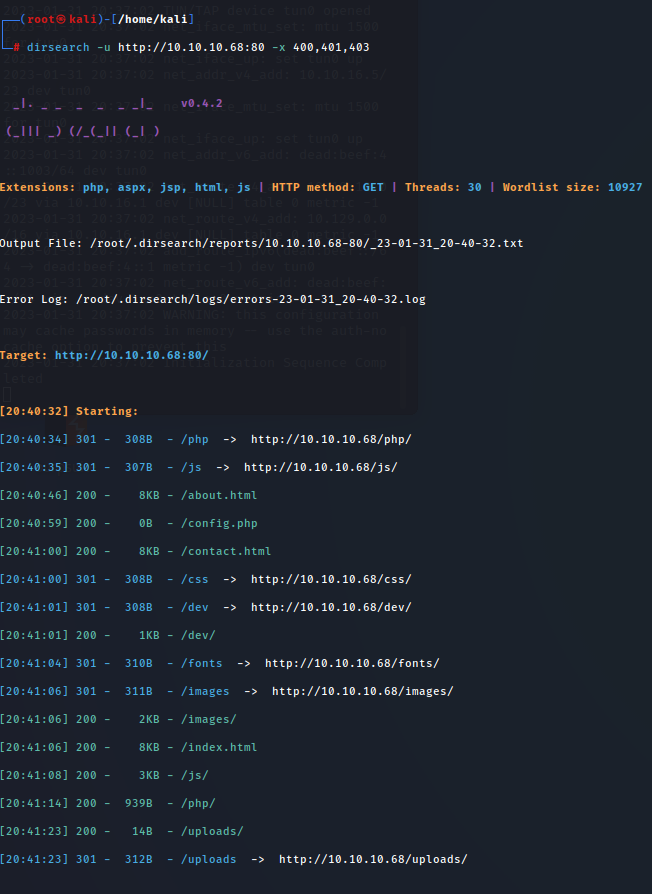 (root㉿kali)-[/home/kali]
# dirsearch -u http://10.10.10.68:80 -x 400,401,403
_|. _ _  _  _  _ _|_    v0.4.2
(_||| _) (/_(_|| (_| )
Extensions: php, aspx, jsp, html, js | HTTP method: GET | Threads: 30 | Wordlist size: 10927
Output File: /root/.dirsearch/reports/10.10.10.68-80/_23-01-31_20-40-32.txt
Error Log: /root/.dirsearch/logs/errors-23-01-31_20-40-32.log
Target: http://10.10.10.68:80/
[20:40:32] Starting:
[20:40:34] 301 -  308B  - /php  ->  http://10.10.10.68/php/
[20:40:35] 301 -  307B  - /js  ->  http://10.10.10.68/js/
[20:40:46] 200 -    8KB - /about.html
[20:40:59] 200 -    0B  - /config.php
[20:41:00] 200 -    8KB - /contact.html
[20:41:00] 301 -  308B  - /css  ->  http://10.10.10.68/css/
[20:41:01] 301 -  308B  - /dev  ->  http://10.10.10.68/dev/
[20:41:01] 200 -    1KB - /dev/
[20:41:04] 301 -  310B  - /fonts  ->  http://10.10.10.68/fonts/
[20:41:06] 301 -  311B  - /images  ->  http://10.10.10.68/images/
[20:41:06] 200 -    2KB - /images/
[20:41:06] 200 -    8KB - /index.html
[20:41:08] 200 -    3KB - /js/
[20:41:14] 200 -  939B  - /php/
[20:41:23] 200 -   14B  - /uploads/
[20:41:23] 301 -  312B  - /uploads  ->  http://10.10.10.68/uploads/